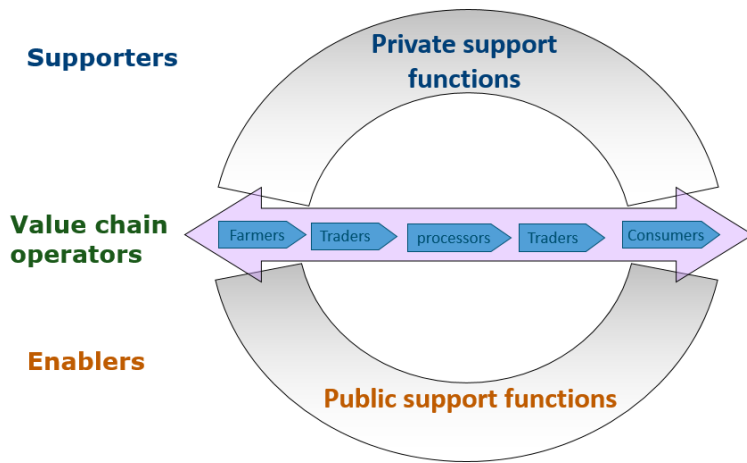 Supporters
Private support
functions
Value chain
operators
Farmers
Traders
processors
Traders
Consumers
Enablers
Public support functions